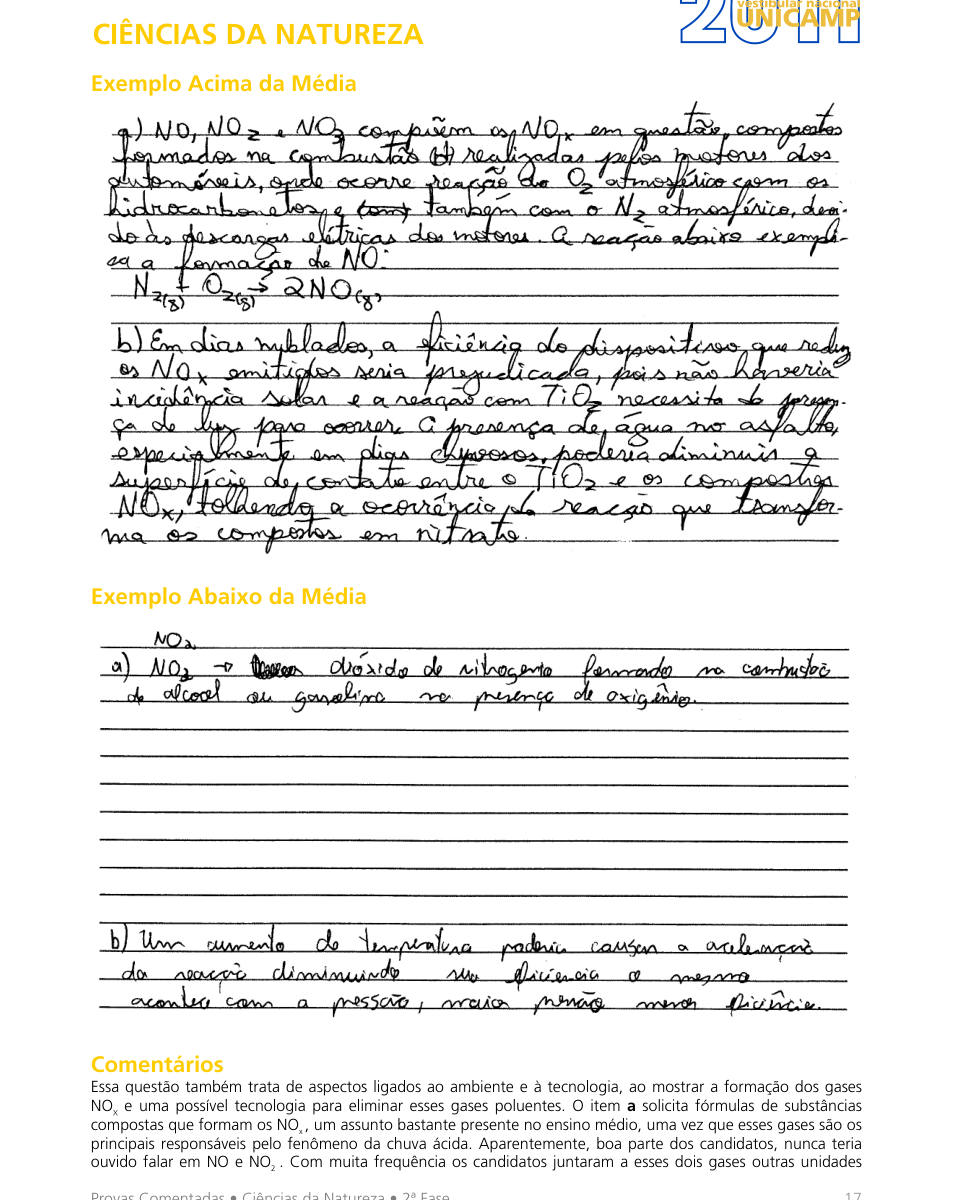 2011
vestibular nacional
UNICAMP
CIÊNCIAS DA NATUREZA
Exemplo Acima da Média
a) NO, NO₂ e NO₃ compõem os NOₓ em questão, compostos
formados na combustão realizadas pelos motores dos
automóveis, onde ocorre reação do O₂ atmosférico com os
hidrocarbonetos, e também com o N₂ atmosférico, devi-
do às descargas elétricas dos motores. A reação abaixo exempli-
sa a formação de NO:
N₂(g) + O₂(g) → 2NO(g)
b) Em dias nublados, a eficiência do dispositivo que reduz
os NOₓ emitidos seria prejudicada, pois não haveria
incidência solar e a reação com TiO₂ necessita da presen-
ça de luz para ocorrer. A presença de água no asfalto,
especialmente em dias chuvosos, poderia diminuir a
superfície de contato entre o TiO₂ e os compostos
NOₓ, tolhendo a ocorrência da reação que transfor-
ma os compostos em nitrato.
Exemplo Abaixo da Média
NO₂
a) NO₂ → dióxido de nitrogenio formando na combustão
de alcool ou gasolina na presença de oxigênio.
b) Um aumento de temperatura poderia causar a aceleração
da reação diminuindo sua eficiencia o mesmo
acontece com a pressão, maior pressão menor eficiência.
Comentários
Essa questão também trata de aspectos ligados ao ambiente e à tecnologia, ao mostrar a formação dos gases
NOₓ e uma possível tecnologia para eliminar esses gases poluentes. O item a solicita fórmulas de substâncias
compostas que formam os NOₓ, um assunto bastante presente no ensino médio, uma vez que esses gases são os
principais responsáveis pelo fenômeno da chuva ácida. Aparentemente, boa parte dos candidatos, nunca teria
ouvido falar em NO e NO₂ . Com muita frequência os candidatos juntaram a esses dois gases outras unidades
Provas Comentadas • Ciências da Natureza • 2ª Fase
17